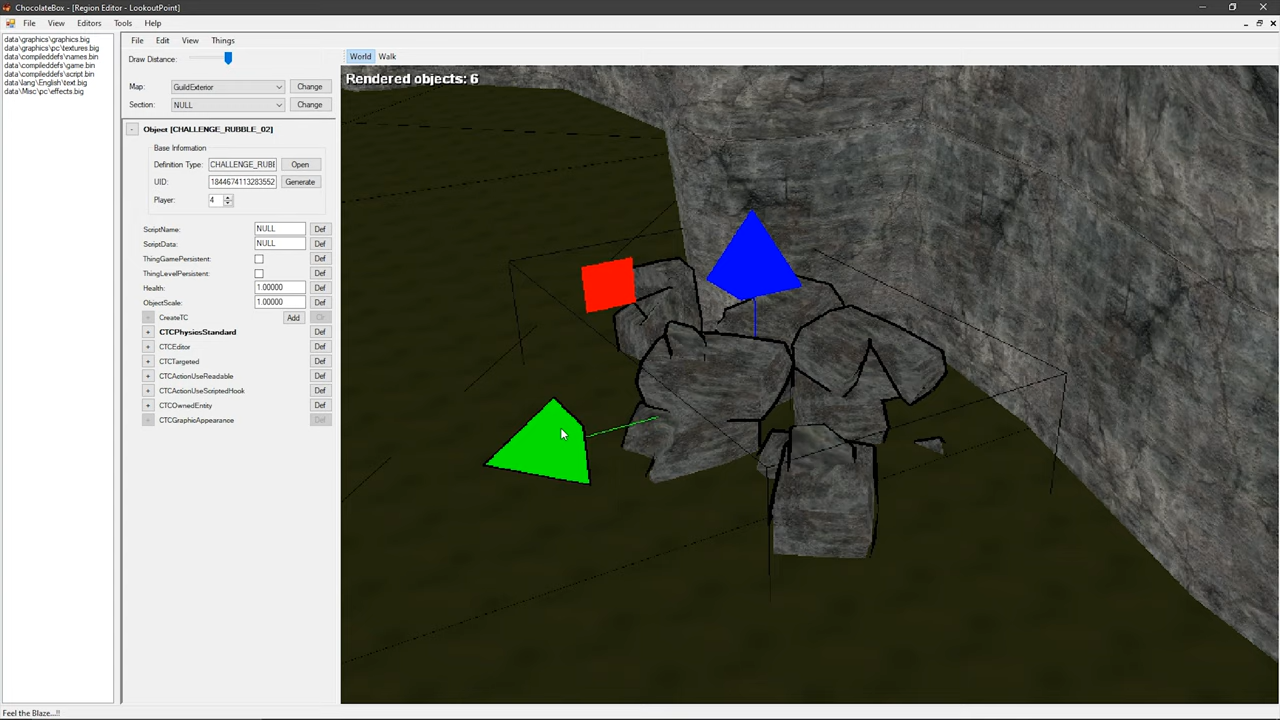 ChocolateBox - [Region Editor - LookoutPoint]
File View Editors Tools Help
data\graphics\graphics.big
data\graphics\pc\textures.big
data\compileddefs\names.bin
data\compileddefs\game.bin
data\compileddefs\script.bin
data\lang\English\text.big
data\Misc\pc\effects.big
File Edit View Things
Draw Distance:
Map: GuildExterior Change
Section: NULL Change
Object [CHALLENGE_RUBBLE_02]
Base Information
Definition Type: CHALLENGE_RUBE Open
UID: 1844674113283552 Generate
Player: 4
ScriptName: NULL Def
ScriptData: NULL Def
ThingGamePersistent: Def
ThingLevelPersistent: Def
Health: 1.00000 Def
ObjectScale: 1.00000 Def
CreateTC Add Clr
CTCPhysicsStandard Def
CTCEditor Def
CTCTargeted Def
CTCActionUseReadable Def
CTCActionUseScriptedHook Def
CTCOwnedEntity Def
CTCGraphicAppearance Def
World Walk
Rendered objects: 6
Feel the Blaze...!!